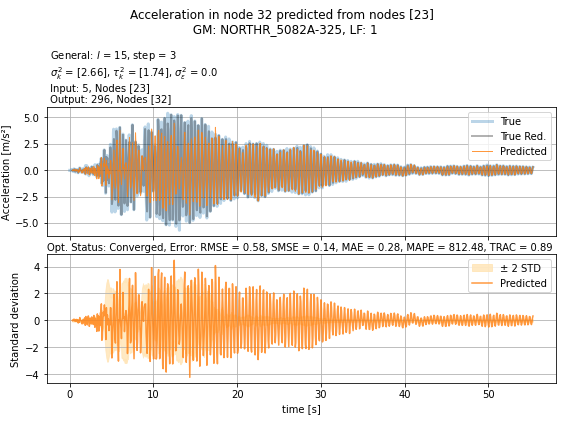 Acceleration in node 32 predicted from nodes [23]
GM: NORTHR_5082A-325, LF: 1
General: l = 15, step = 3
σ²ₖ = [2.66], τ²ₖ = [1.74], σ²ε = 0.0
Input: 5, Nodes [23]
Output: 296, Nodes [32]
5.0
2.5
0.0
−2.5
−5.0
Acceleration [m/s²]
True
True Red.
Predicted
Opt. Status: Converged, Error: RMSE = 0.58, SMSE = 0.14, MAE = 0.28, MAPE = 812.48, TRAC = 0.89
4
2
0
−2
−4
Standard deviation
± 2 STD
Predicted
0 10 20 30 40 50
time [s]